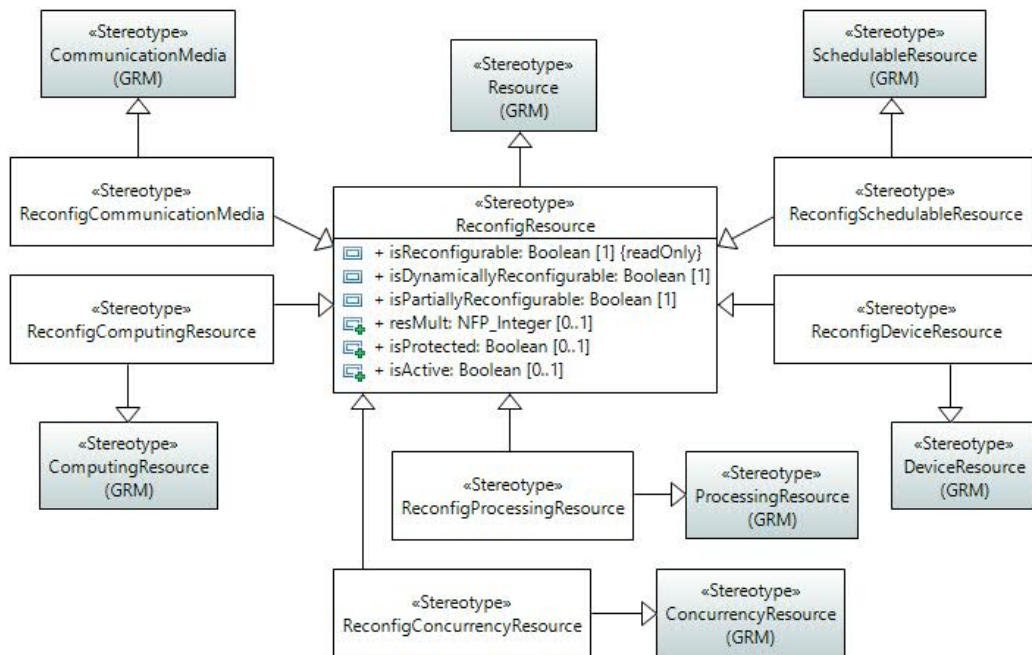 «Stereotype»
CommunicationMedia
(GRM)
«Stereotype»
Resource
(GRM)
«Stereotype»
SchedulableResource
(GRM)
«Stereotype»
ReconfigCommunicationMedia
«Stereotype»
ReconfigResource
+ isReconfigurable: Boolean [1] {readOnly}
+ isDynamicallyReconfigurable: Boolean [1]
+ isPartiallyReconfigurable: Boolean [1]
+ resMult: NFP_Integer [0..1]
+ isProtected: Boolean [0..1]
+ isActive: Boolean [0..1]
«Stereotype»
ReconfigSchedulableResource
«Stereotype»
ReconfigComputingResource
«Stereotype»
ReconfigDeviceResource
«Stereotype»
ComputingResource
(GRM)
«Stereotype»
ReconfigProcessingResource
«Stereotype»
ProcessingResource
(GRM)
«Stereotype»
DeviceResource
(GRM)
«Stereotype»
ReconfigConcurrencyResource
«Stereotype»
ConcurrencyResource
(GRM)